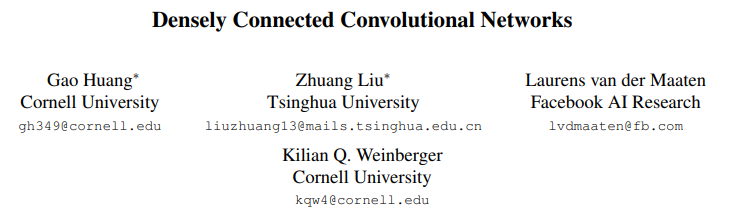 Densely Connected Convolutional Networks
Gao Huang*
Cornell University
gh349@cornell.edu
Zhuang Liu*
Tsinghua University
liuzhuang13@mails.tsinghua.edu.cn
Laurens van der Maaten
Facebook AI Research
lvdmaaten@fb.com
Kilian Q. Weinberger
Cornell University
kqw4@cornell.edu